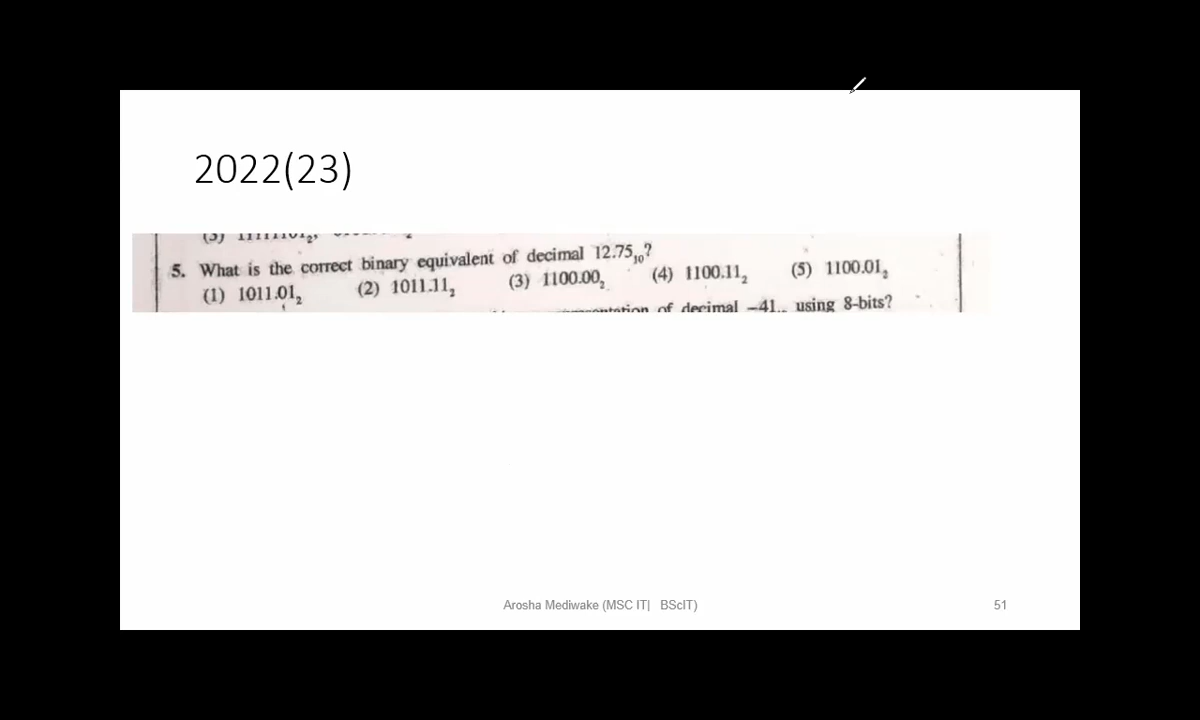 2022(23)
5. What is the correct binary equivalent of decimal 12.75₁₀?
(1) 1011.01₂ (2) 1011.11₂ (3) 1100.00₂ (4) 1100.11₂ (5) 1100.01₂
of decimal –41 using 8-bits?
Arosha Mediwake (MSC IT| BScIT)
51